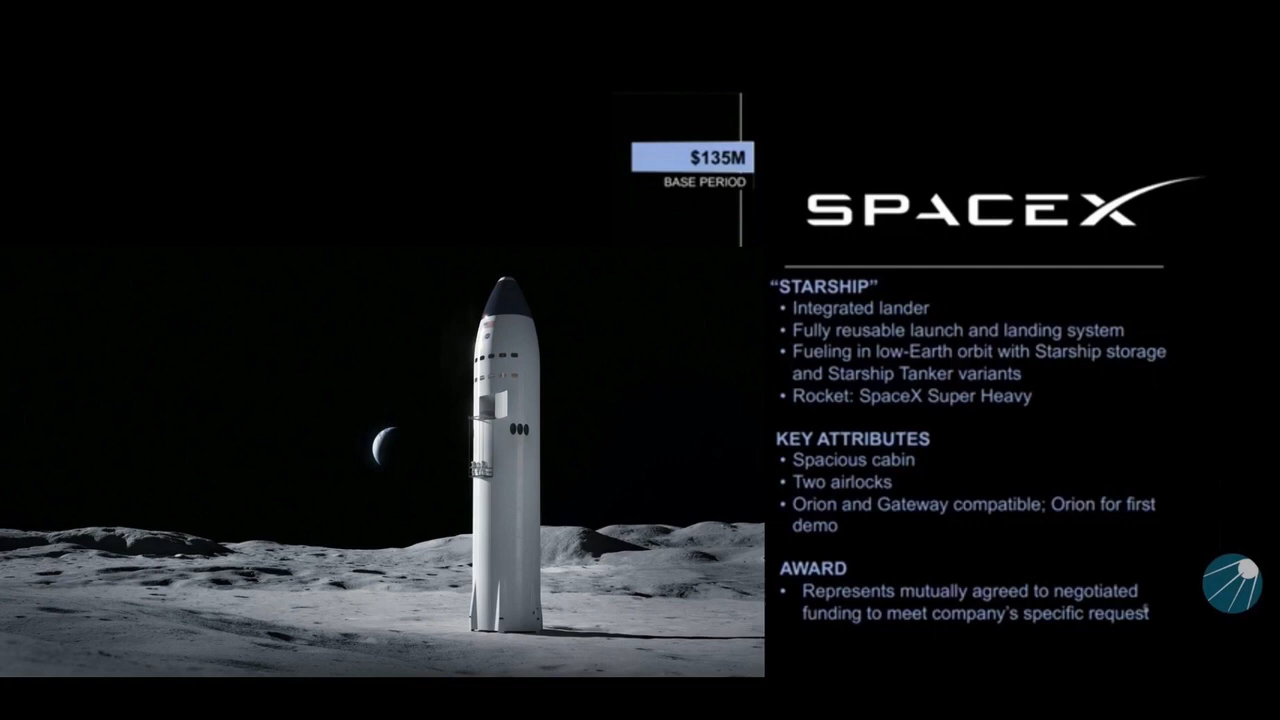 $135M
BASE PERIOD
SPACEX
“STARSHIP”
• Integrated lander
• Fully reusable launch and landing system
• Fueling in low-Earth orbit with Starship storage
and Starship Tanker variants
• Rocket: SpaceX Super Heavy
KEY ATTRIBUTES
• Spacious cabin
• Two airlocks
• Orion and Gateway compatible; Orion for first
demo
AWARD
• Represents mutually agreed to negotiated
funding to meet company’s specific request